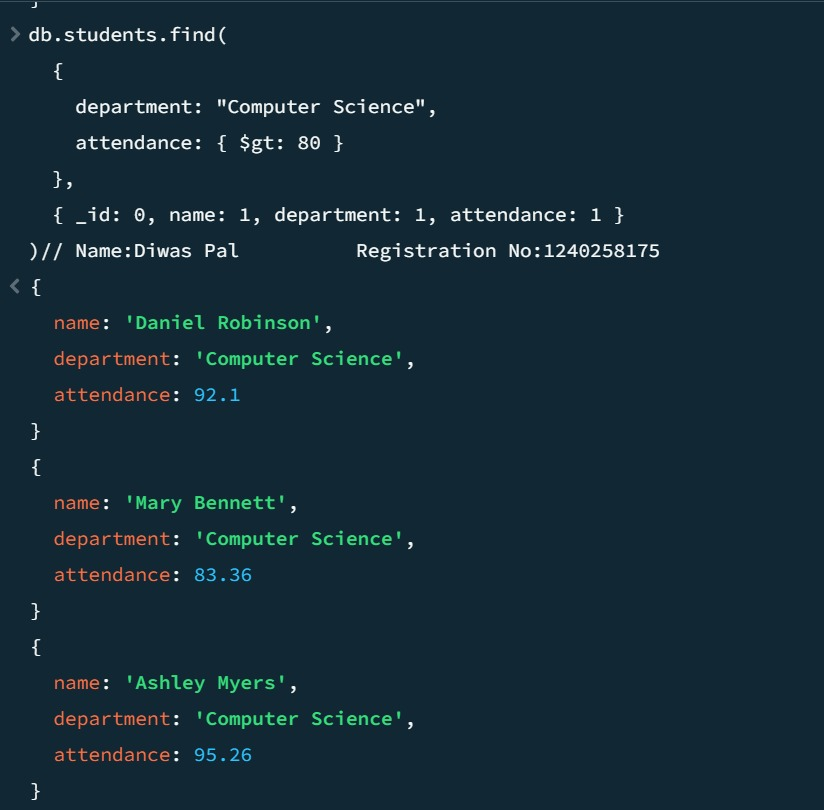 }
> db.students.find(
{
department: "Computer Science",
attendance: { $gt: 80 }
},
{ _id: 0, name: 1, department: 1, attendance: 1 }
)// Name:Diwas Pal          Registration No:1240258175
< {
name: 'Daniel Robinson',
department: 'Computer Science',
attendance: 92.1
}
{
name: 'Mary Bennett',
department: 'Computer Science',
attendance: 83.36
}
{
name: 'Ashley Myers',
department: 'Computer Science',
attendance: 95.26
}